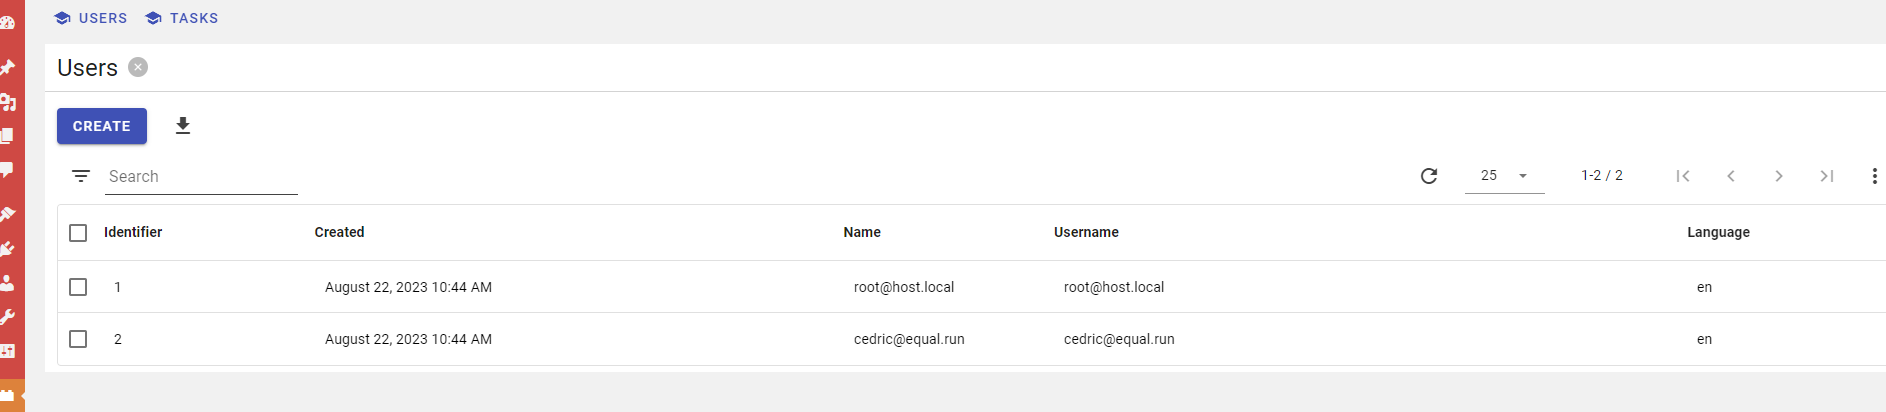 USERS TASKS
Users
CREATE
Search 25 1-2 / 2
Identifier Created Name Username Language
1 August 22, 2023 10:44 AM root@host.local root@host.local en
2 August 22, 2023 10:44 AM cedric@equal.run cedric@equal.run en